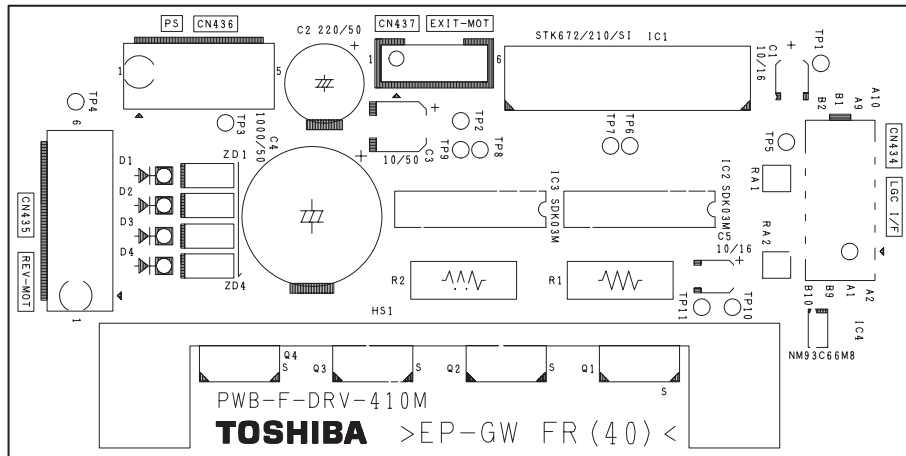 PS CN436
C2 220/50 +
CN437 EXIT-MOT
STK672/210/SI IC1
C1
10/16
+
TP1
1
5
1
6
TP4
6
TP3
1000/50
C4
+
10/50
C3
+
TP2
TP9
TP8
TP7
TP6
TP5
B2
B1
A9
A10
CN434
LGC I/F
RA1
RA2
CN435
REV-MOT
D1
D2
D3
D4
ZD1
ZD4
1
IC3 SDK03M
IC2 SDK03M
C5
10/16
+
R2
R1
TP11
TP10
B10
B9
A1
A2
IC4
NM93C66M8
HS1
Q4
S
Q3
S
Q2
S
Q1
S
PWB-F-DRV-410M
TOSHIBA >EP-GW FR(40)<